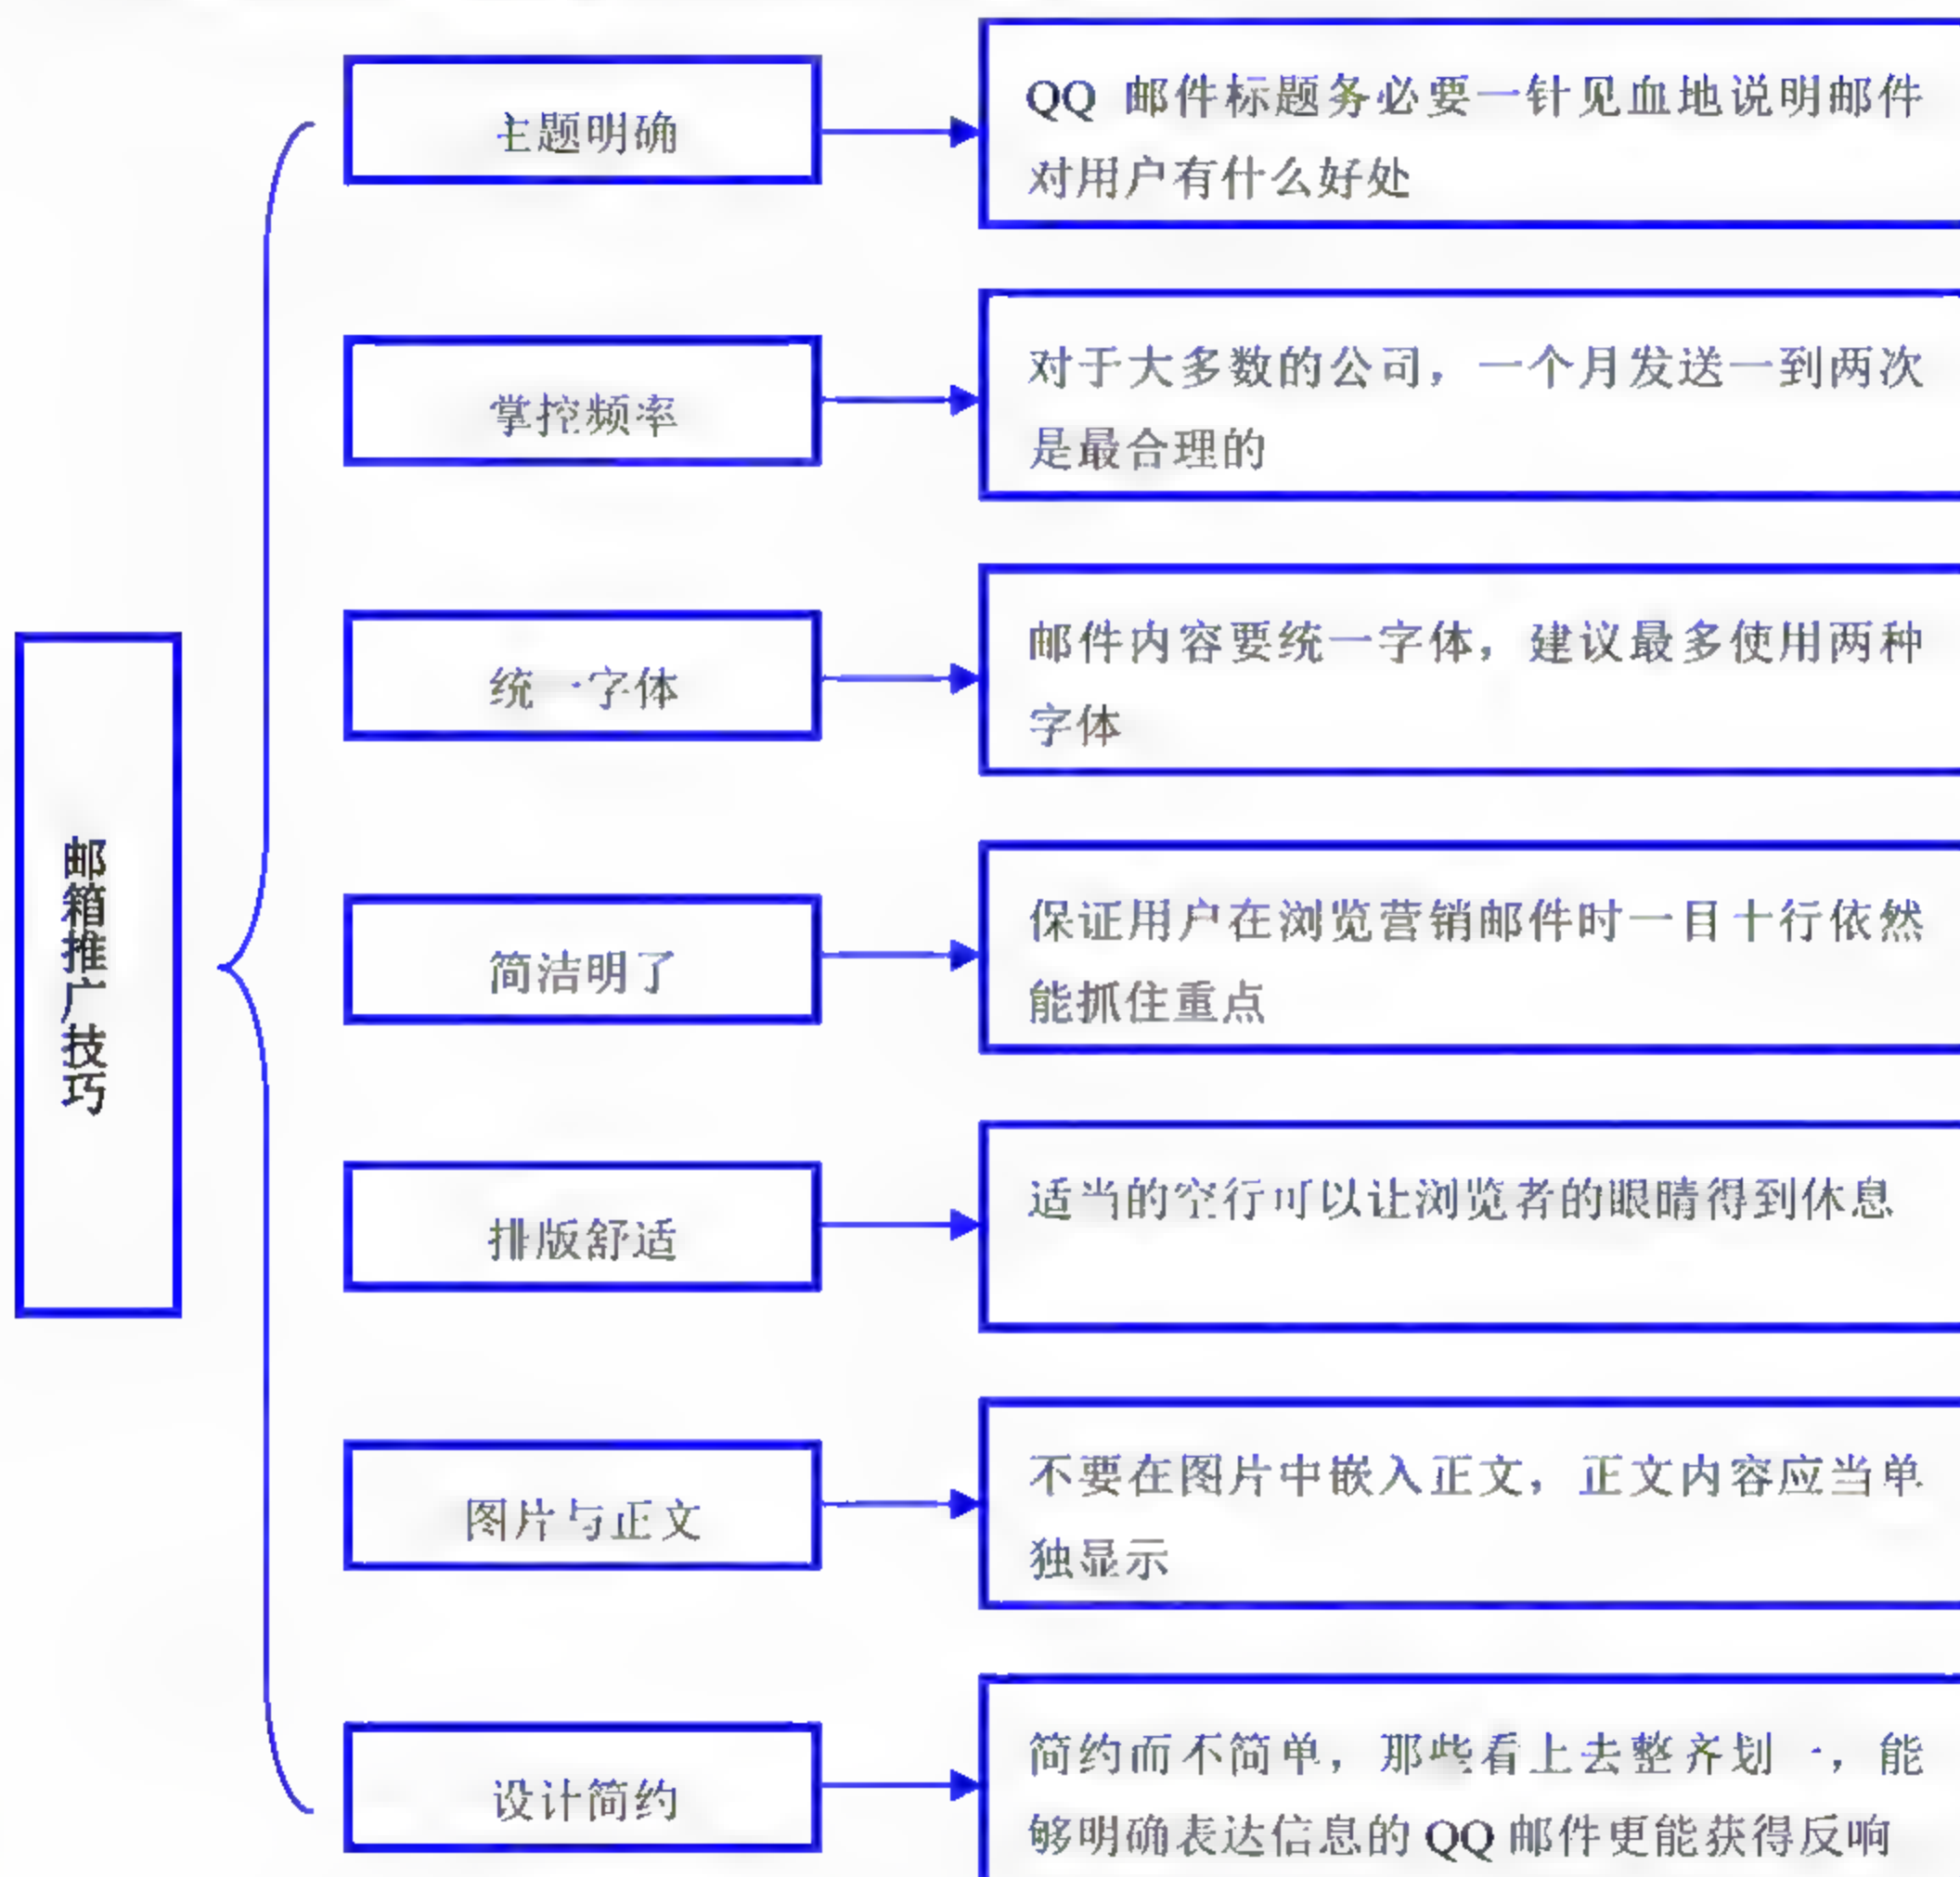 邮箱推广技巧
主题明确
QQ 邮件标题务必要一针见血地说明邮件
对用户有什么好处
掌控频率
对于大多数的公司，一个月发送一到两次
是最合理的
统一字体
邮件内容要统一字体，建议最多使用两种
字体
简洁明了
保证用户在浏览营销邮件时一目十行依然
能抓住重点
排版舒适
适当的空行可以让浏览者的眼睛得到休息
图片与正文
不要在图片中嵌入正文，正文内容应当单
独显示
设计简约
简约而不简单，那些看上去整齐划一，能
够明确表达信息的 QQ 邮件更能获得反响